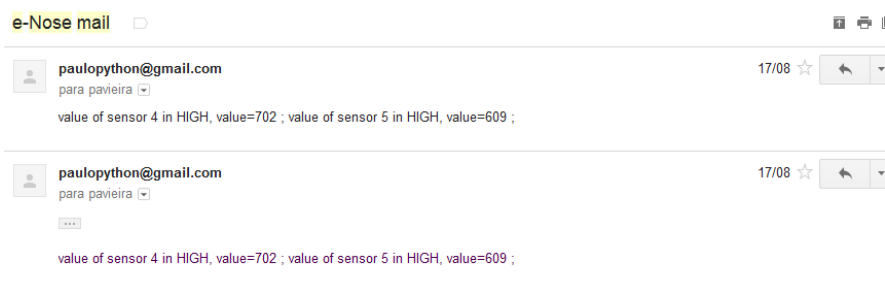 e-Nose mail
paulopython@gmail.com 17/08
para pavieira
value of sensor 4 in HIGH, value=702 ; value of sensor 5 in HIGH, value=609 ;
paulopython@gmail.com 17/08
para pavieira
...
value of sensor 4 in HIGH, value=702 ; value of sensor 5 in HIGH, value=609 ;